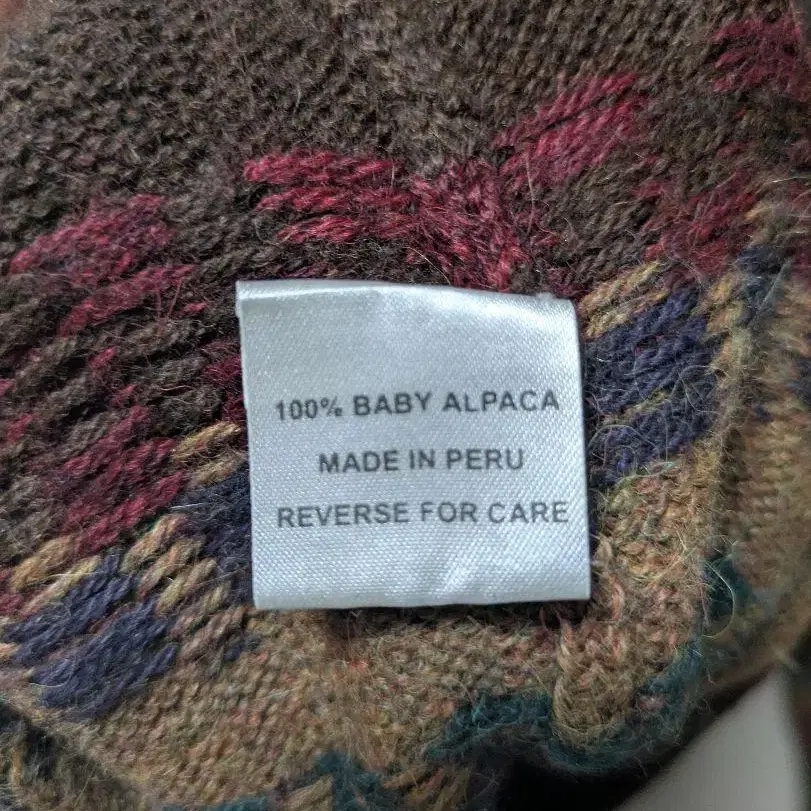 100% BABY ALPACA
MADE IN PERU
REVERSE FOR CARE